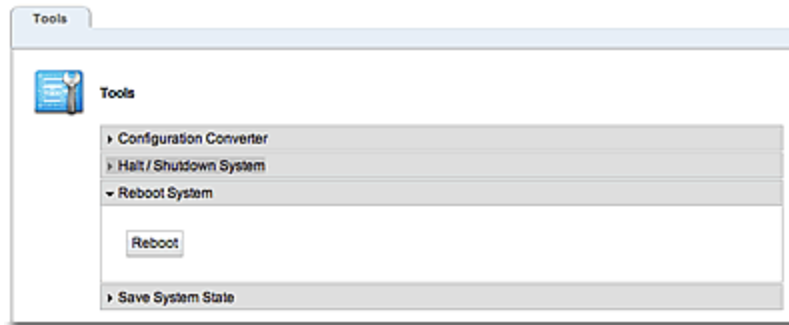 Tools
Tools
Configuration Converter
Halt / Shutdown System
Reboot System
Reboot
Save System State